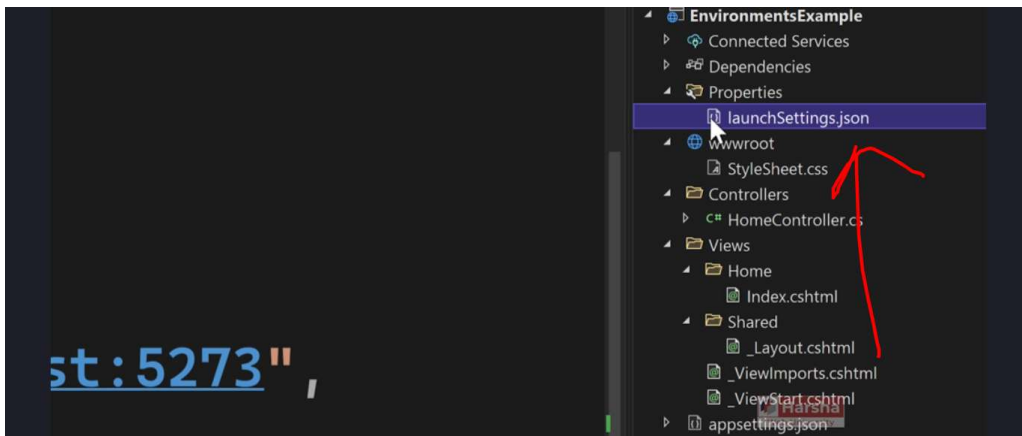 EnvironmentsExample
Connected Services
Dependencies
Properties
launchSettings.json
wwwroot
StyleSheet.css
Controllers
C# HomeController.cs
Views
Home
Index.cshtml
Shared
_Layout.cshtml
st:5273",
_ViewImports.cshtml
_ViewStart.cshtml
Harsha
appsettings.json